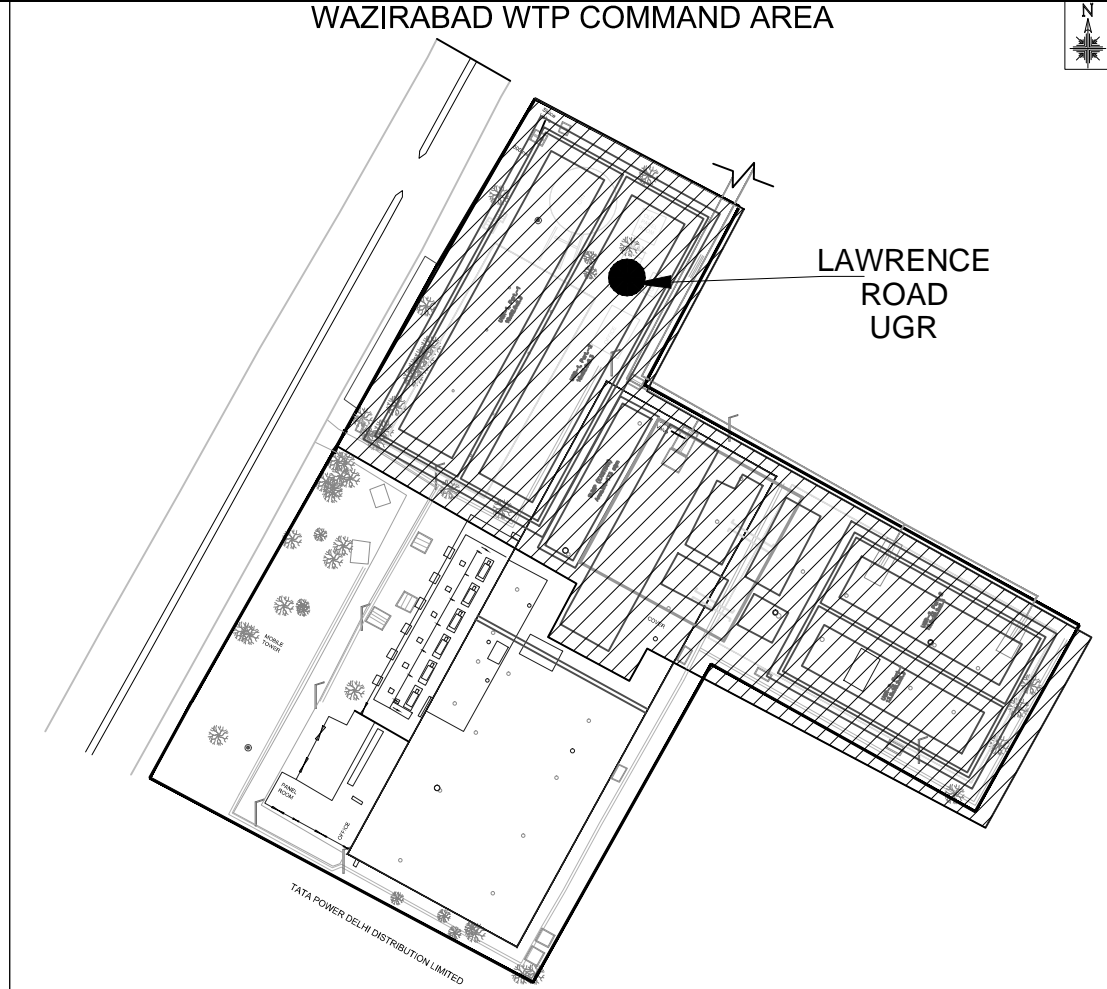 WAZIRABAD WTP COMMAND AREA
N
LAWRENCE
ROAD
UGR
COVER
MOBILE
TOWER
PANEL
ROOM
OFFICE
TATA POWER DELHI DISTRIBUTION LIMITED